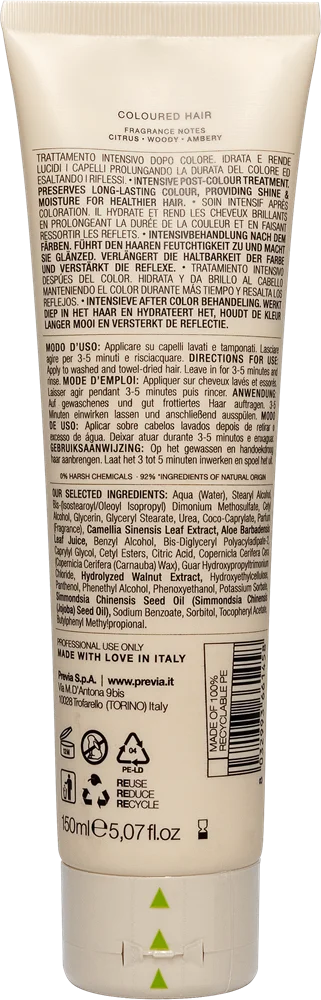 COLOURED HAIR
FRAGRANCE NOTES
CITRUS • WOODY • AMBERY
TRATTAMENTO INTENSIVO DOPO COLORE. IDRATA E RENDE
LUCIDI I CAPELLI PROLUNGANDO LA DURATA DEL COLORE ED
ESALTANDO I RIFLESSI. • INTENSIVE POST-COLOUR TREATMENT.
PRESERVES LONG-LASTING COLOUR, PROVIDING SHINE &
MOISTURE FOR HEALTHIER HAIR. • SOIN INTENSIF APRÈS
COLORATION. IL HYDRATE ET REND LES CHEVEUX BRILLANTS
EN PROLONGEANT LA DURÉE DE LA COULEUR ET EN FAISANT
RESSORTIR LES REFLETS. • INTENSIVBEHANDLUNG NACH DEM
FÄRBEN. FÜHRT DEN HAAREN FEUTCHTIGKEIT ZU UND MACHT
SIE GLÄNZED. VERLÄNGERT DIE HALTBARKEIT DER FARBE
UND VERSTÄRKT DIE REFLEXE. • TRATAMIENTO INTENSIVO
DESPÚES DEL COLOR. HIDRATA Y DA BRILLO AL CABELLO
MANTENIENDO EL COLOR DURANTE MÁS TIEMPO Y RESALTA LOS
REFLEJOS. • INTENSIEVE AFTER COLOR BEHANDELING. WERKT
DIEP IN HET HAAR EN HYDRATEERT HET, HOUDT DE KLEUR
LANGER MOOI EN VERSTERKT DE REFLECTIE.
MODO D'USO: Applicare su capelli lavati e tamponati. Lasciare
agire per 3-5 minuti e risciacquare. DIRECTIONS FOR USE:
Apply to washed and towel-dried hair. Leave in for 3-5 minutes and
rinse. MODE D'EMPLOI: Appliquer sur cheveux lavés et essorés.
Laisser agir pendant 3-5 minutes puis rincer. ANWENDUNG:
Auf gewaschenes und gut frottiertes Haar auftragen. 3-5
Minuten einwirken lassen und anschließend ausspülen. MODO
DE USO: Aplicar sobre cabelos lavados depois de retirar o
excesso de água. Deixar atuar durante 3-5 minutos e enxaguar.
GEBRUIKSAANWIJZING: Op het gewassen en handdoekdroog
haar aanbrengen. Laat het 3 tot 5 minuten inwerken en spoel het uit.
0% HARSH CHEMICALS - 92% *INGREDIENTS OF NATURAL ORIGIN
OUR SELECTED INGREDIENTS: Aqua (Water), Stearyl Alcohol,
Bis-(Isostearoyl/Oleoyl Isopropyl) Dimonium Methosulfate, Cetyl
Alcohol, Glycerin, Glyceryl Stearate, Urea, Coco-Caprylate, Parfum
(Fragrance), Camellia Sinensis Leaf Extract, Aloe Barbadensis
Leaf Juice, Benzyl Alcohol, Bis-Diglyceryl Polyacyladipate-2,
Caprylyl Glycol, Cetyl Esters, Citric Acid, Copernicia Cerifera Cera
(Copernicia Cerifera (Carnauba) Wax), Guar Hydroxypropyltrimonium
Chloride, Hydrolyzed Walnut Extract, Hydroxyethylcellulose,
Panthenol, Phenethyl Alcohol, Phenoxyethanol, Potassium Sorbate,
Simmondsia Chinensis Seed Oil (Simmondsia Chinensis
(Jojoba) Seed Oil), Sodium Benzoate, Sorbitol, Tocopheryl Acetate,
Butylphenyl Methylpropional.
PROFESSIONAL USE ONLY
MADE WITH LOVE IN ITALY
Previa S.p.A. | www.previa.it
Via M.D'Antona 9bis
10028 Trofarello (TORINO) Italy
MADE OF 100%
RECYCLABLE PE
04
PE-LD
REUSE
REDUCE
RECYCLE
150ml e 5,07fl.oz